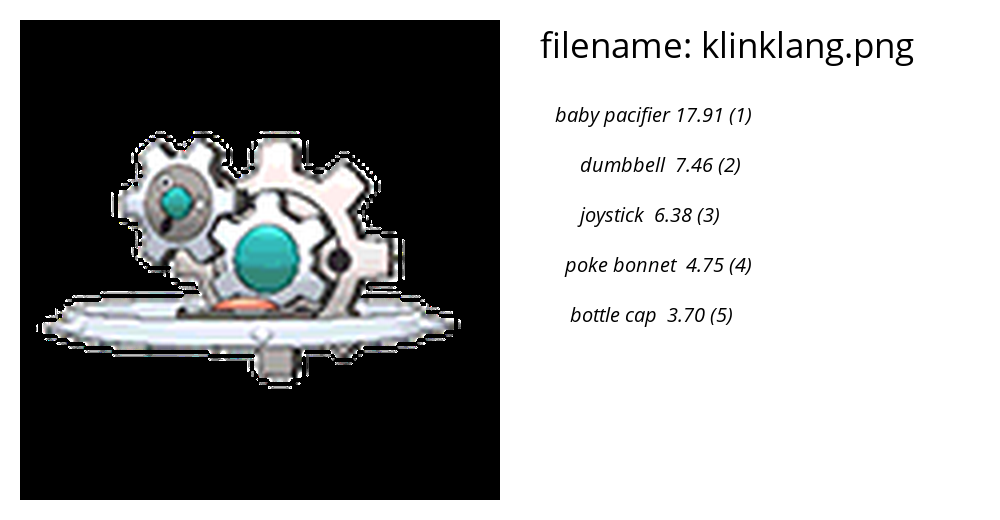 filename: klinklang.png
baby pacifier 17.91 (1)
dumbbell 7.46 (2)
joystick 6.38 (3)
poke bonnet 4.75 (4)
bottle cap 3.70 (5)